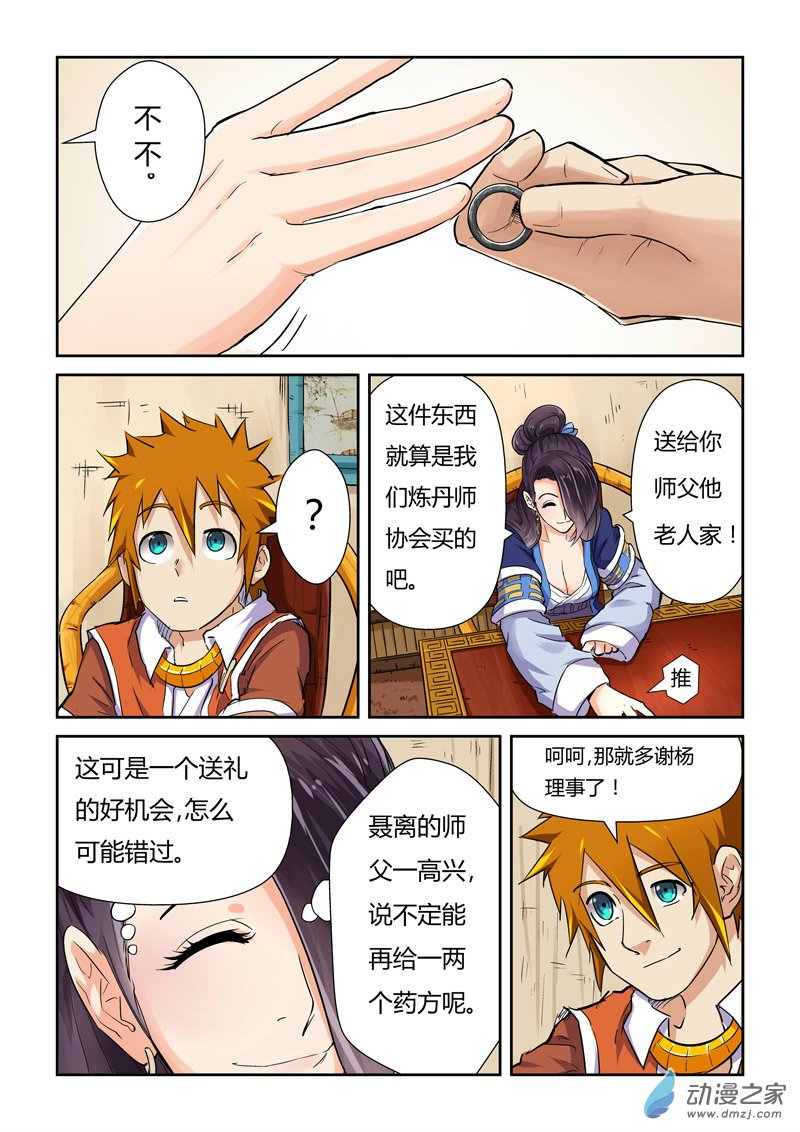 不
不。
？
这件东西
就算是我
们炼丹师
协会买的
吧。
送给你
师父他
老人家！
推
这可是一个送礼
的好机会,怎么
可能错过。
聂离的师
父一高兴,
说不定能
再给一两
个药方呢。
呵呵,那就多谢杨
理事了！
动漫之家
www.dmzj.com